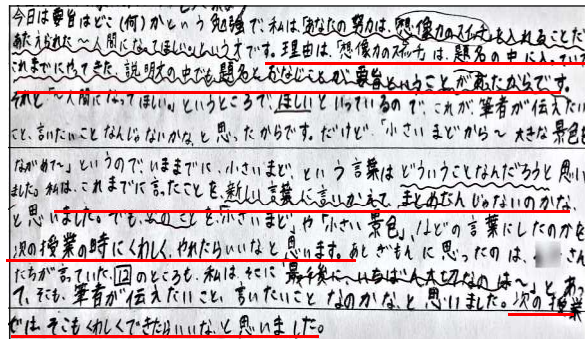 今日は要旨はどこ(何)かという勉強で、私は「あなたの努力は、『想像力のスイッチ』を入れることだ
あたえられた〜人間になってほしい」という文です。理由は、「想像力のスイッチ」は、題名の中に入っていて
これまでにやってきた、説明文の中でも題名とおなじことが、要旨ということが、あったからです。
それと「〜人間になってほしい。」というところで、ほしいといっているので、これが、筆者が伝えたい
こと、言いたいことなんじゃないかな、と思ったからです。だけど、「小さいまどから〜大きな景色を
ながめて〜」というので、いままでに、小さいまど、という言葉はどういうことなんだろうと思い
ました。私は、これまでに言ったことを、新しい言葉に言いかえて、まとめたんじゃないのかな、
と思いました。でも、そのことを、「小さいまど」や「小さい景色」、などの言葉にしたのかを
次の授業の時にくわしく、やれたらいいなと思います。あとぎもんに思ったのは、さん
たちが言っていた、回のところも、私は、そこに「最後に〜いちばん大切なのは〜」とあっ
て、そも、筆者が伝えたいこと、言いたいことなのかな、と思いました。次の授業
では、そこもくわしくできたらいいな、と思いました。